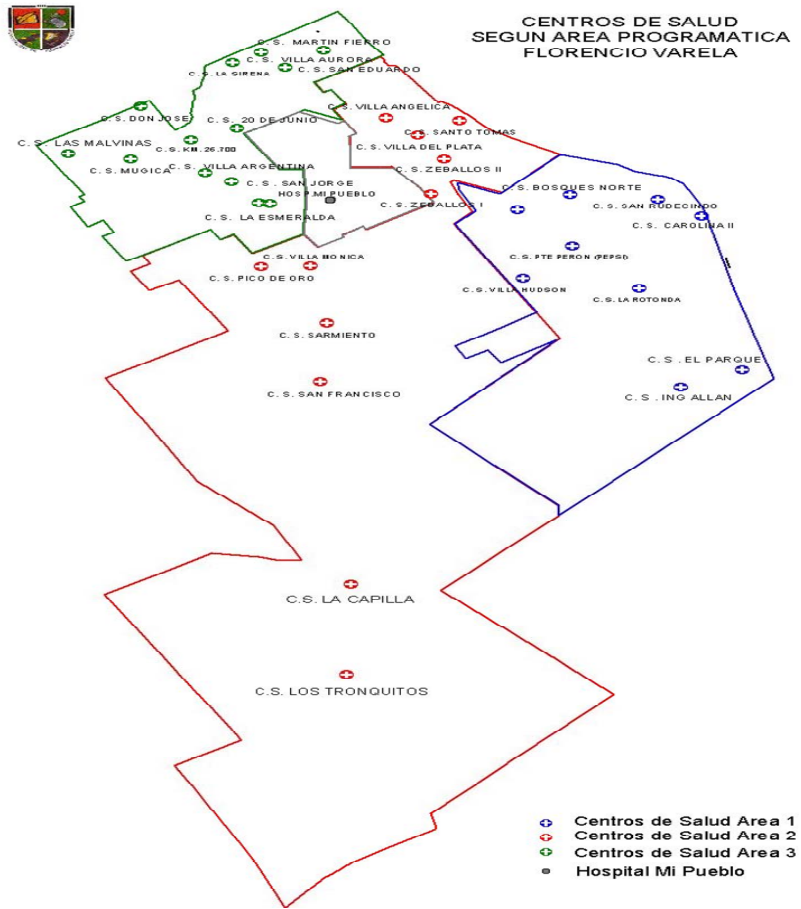 CENTROS DE SALUD
SEGUN AREA PROGRAMATICA
FLORENCIO VARELA
C. S. MARTIN FIERRO
C. S. VILLA AURORA
C. S. LA SIRENA
C. S. SAN EDUARDO
C. S. VILLA ANGELICA
C. S. DON JOSE
C. S. 20 DE JUNIO
C. S. SANTO TOMAS
C. S. LAS MALVINAS
C.S. KM. 26.700
C. S. VILLA DEL PLATA
C. S. MUGICA
C. S. VILLA ARGENTINA
C. S. ZEBALLOS II
C. S. SAN JORGE
HOSP.MI PUEBLO
C. S. BOSQUES NORTE
C. S. ZEBALLOS I
C. S. SAN RUDECINDO
C. S. LA ESMERALDA
C. S. CAROLINA II
C. S. VILLA MONICA
C. S. PTE PERON (PEPSI)
C. S. PICO DE ORO
C. S. VILLA HUDSON
C. S. LA ROTONDA
C. S. SARMIENTO
C. S . EL PARQUE
C. S. SAN FRANCISCO
C. S . ING ALLAN
C.S. LA CAPILLA
C.S. LOS TRONQUITOS
Centros de Salud Area 1
Centros de Salud Area 2
Centros de Salud Area 3
Hospital Mi Pueblo